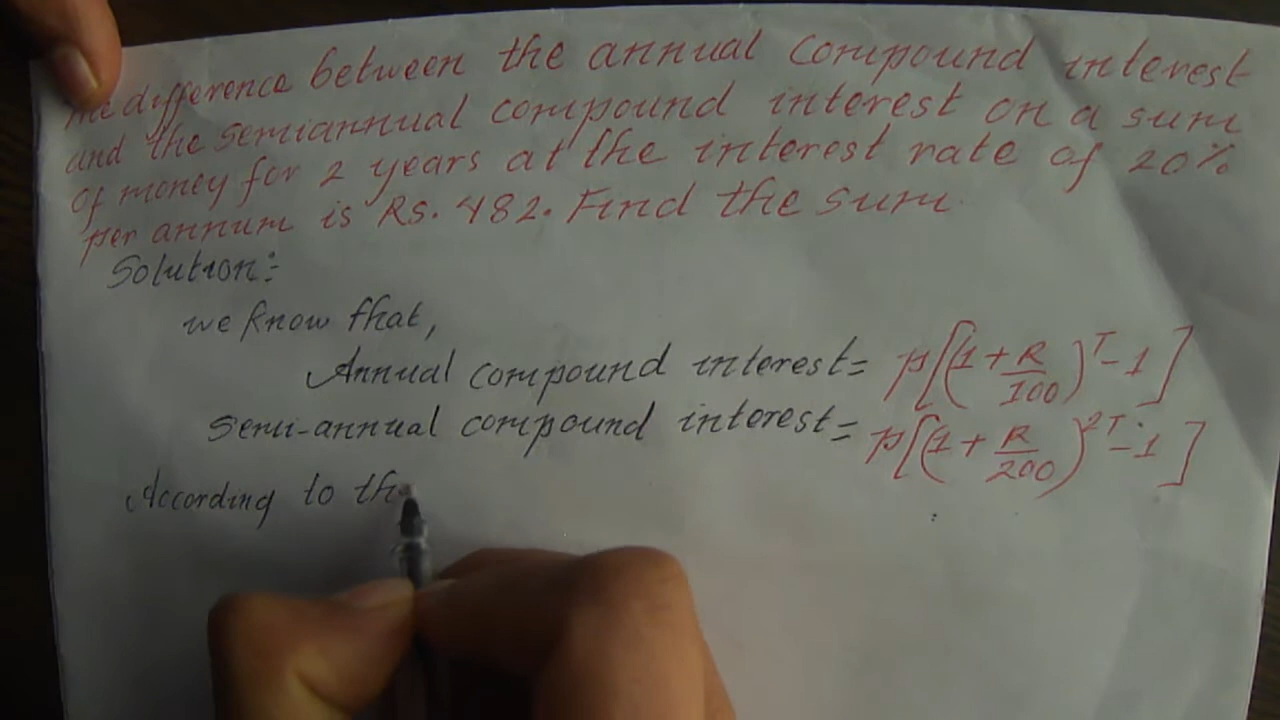 The difference between the annual compound interest
and the semiannual compound interest on a sum
of money for 2 years at the interest rate of 20%
per annum is Rs. 482. Find the sum.
Solution:-
we know that,
Annual compound interest = p[(1 + R/100)^T - 1]
Semi-annual compound interest = p[(1 + R/200)^2T - 1]
According to the